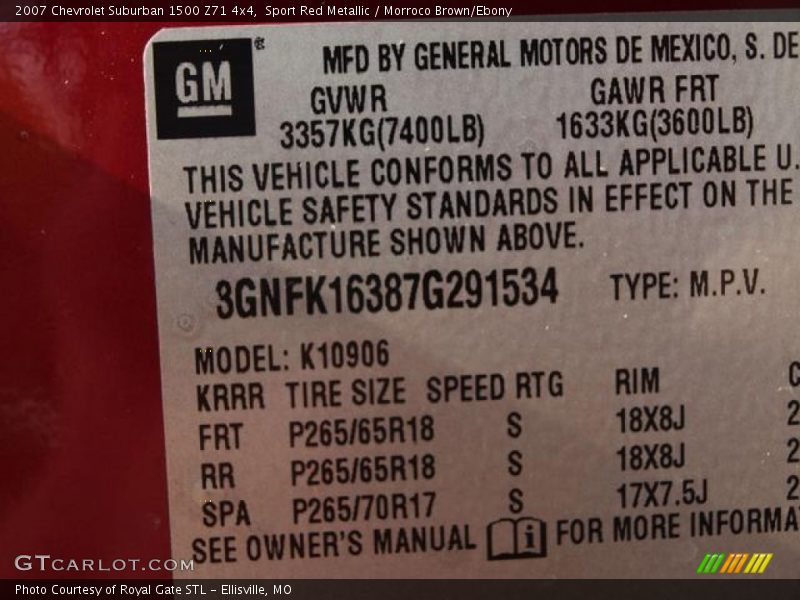 2007 Chevrolet Suburban 1500 Z71 4x4,  Sport Red Metallic / Morroco Brown/Ebony
GM
MFD BY GENERAL MOTORS DE MEXICO, S. DE
GVWR GAWR FRT
3357KG(7400LB) 1633KG(3600LB)
THIS VEHICLE CONFORMS TO ALL APPLICABLE U.
VEHICLE SAFETY STANDARDS IN EFFECT ON THE
MANUFACTURE SHOWN ABOVE.
3GNFK16387G291534 TYPE: M.P.V.
MODEL: K10906
KRRR TIRE SIZE SPEED RTG RIM C
FRT P265/65R18 S 18X8J 2
RR P265/65R18 S 18X8J 2
SPA P265/70R17 S 17X7.5J 2
SEE OWNER'S MANUAL i FOR MORE INFORMA
GTCARLOT.COM
Photo Courtesy of Royal Gate STL - Ellisville, MO